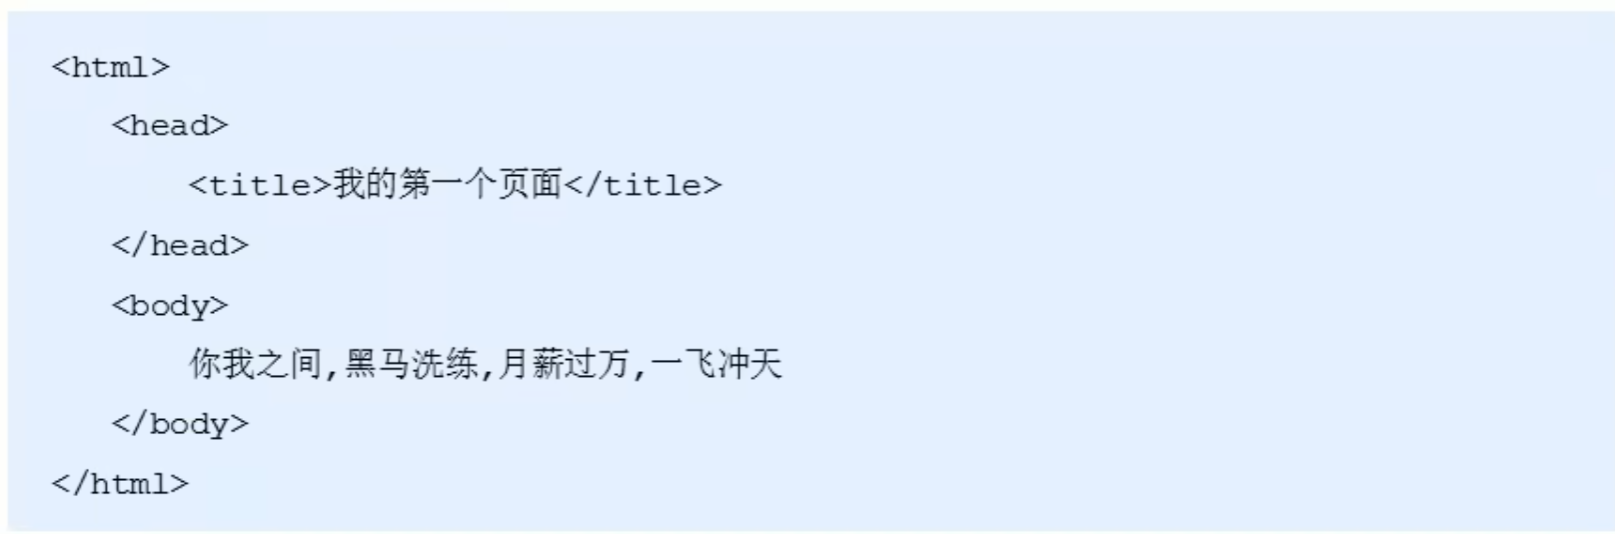 <html>
<head>
<title>我的第一个页面</title>
</head>
<body>
你我之间,黑马洗练,月薪过万,一飞冲天
</body>
</html>